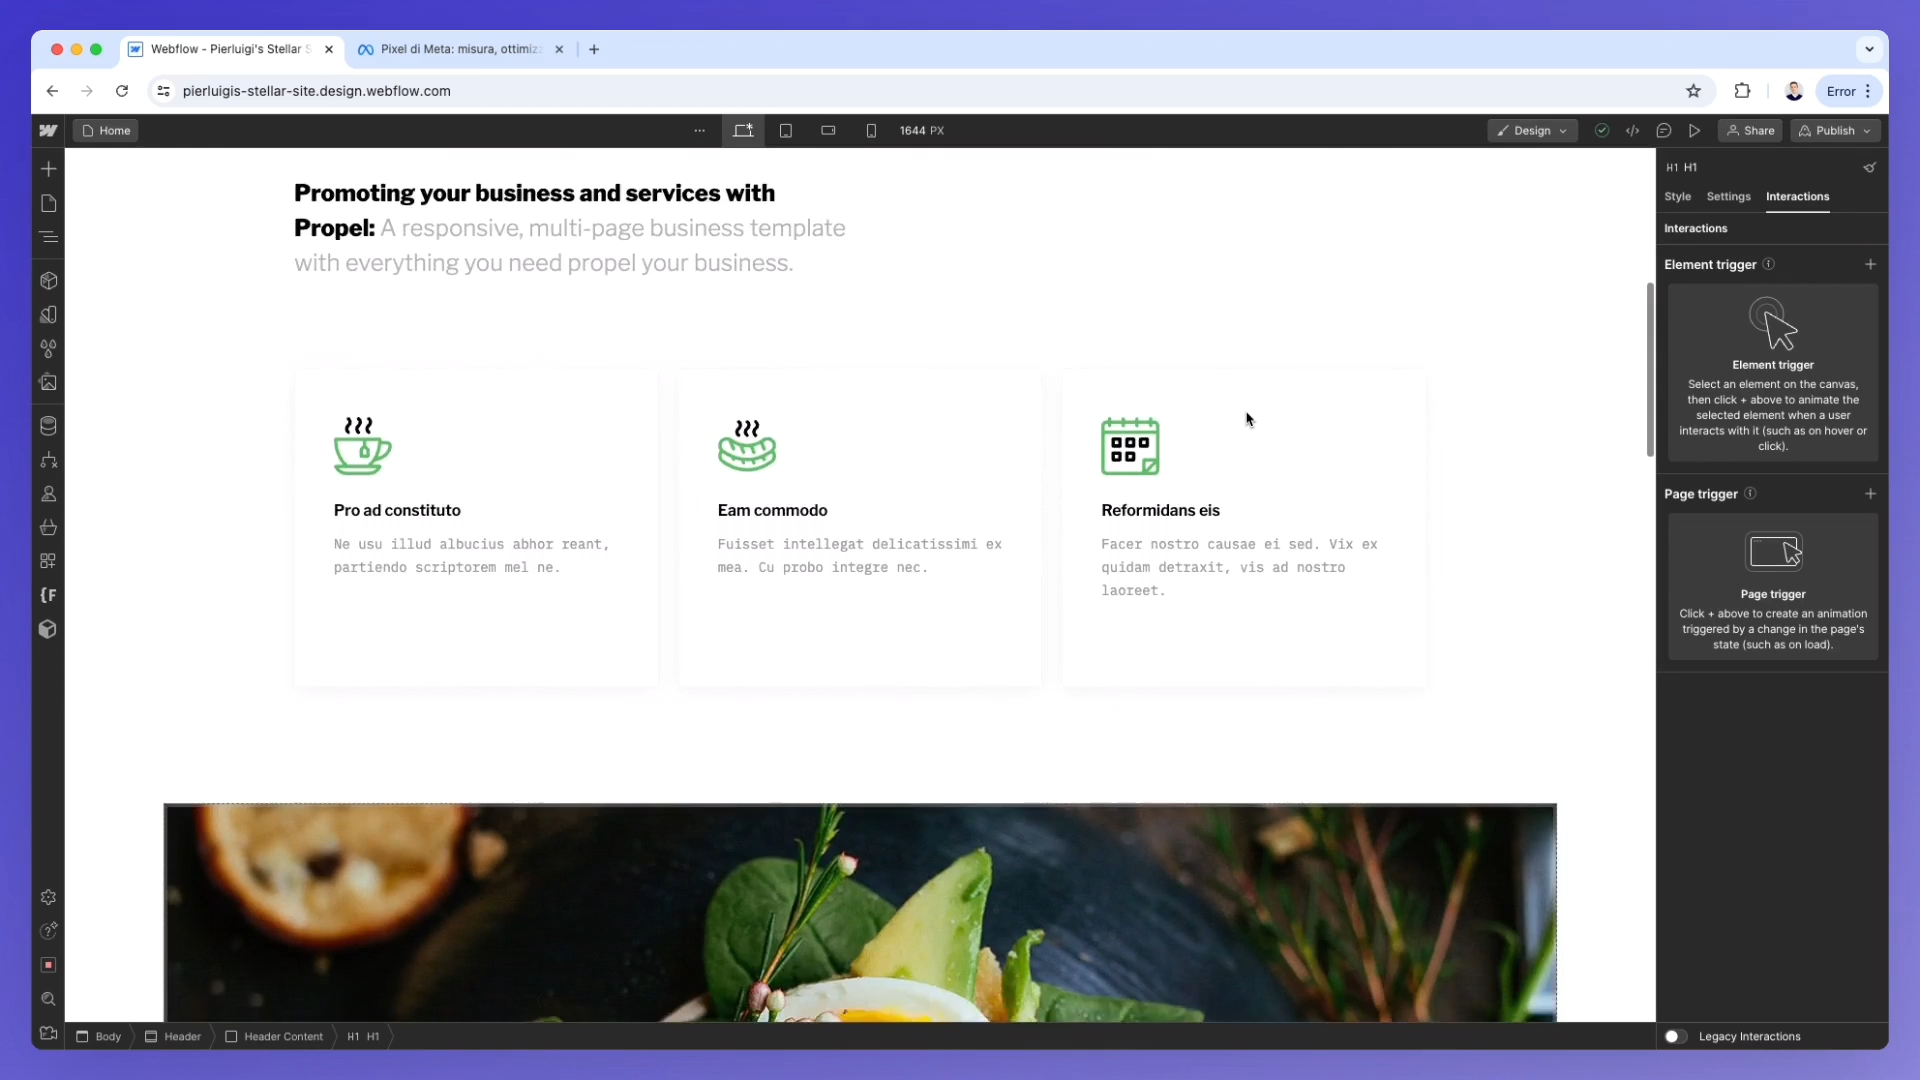 Webflow - Pierluigi's Stellar S
Pixel di Meta: misura, ottimiz
pierluigis-stellar-site.design.webflow.com
Error
Home
1644 PX
Design
Share
Publish
H1 H1
Style Settings Interactions
Interactions
Element trigger
Element trigger
Select an element on the canvas,
then click + above to animate the
selected element when a user
interacts with it (such as on hover or
click).
Page trigger
Page trigger
Click + above to create an animation
triggered by a change in the page's
state (such as on load).
Legacy Interactions
Promoting your business and services with
Propel: A responsive, multi-page business template
with everything you need propel your business.
Pro ad constituto
Ne usu illud albucius abhor reant,
partiendo scriptorem mel ne.
Eam commodo
Fuisset intellegat delicatissimi ex
mea. Cu probo integre nec.
Reformidans eis
Facer nostro causae ei sed. Vix ex
quidam detraxit, vis ad nostro
laoreet.
Body Header Header Content H1 H1